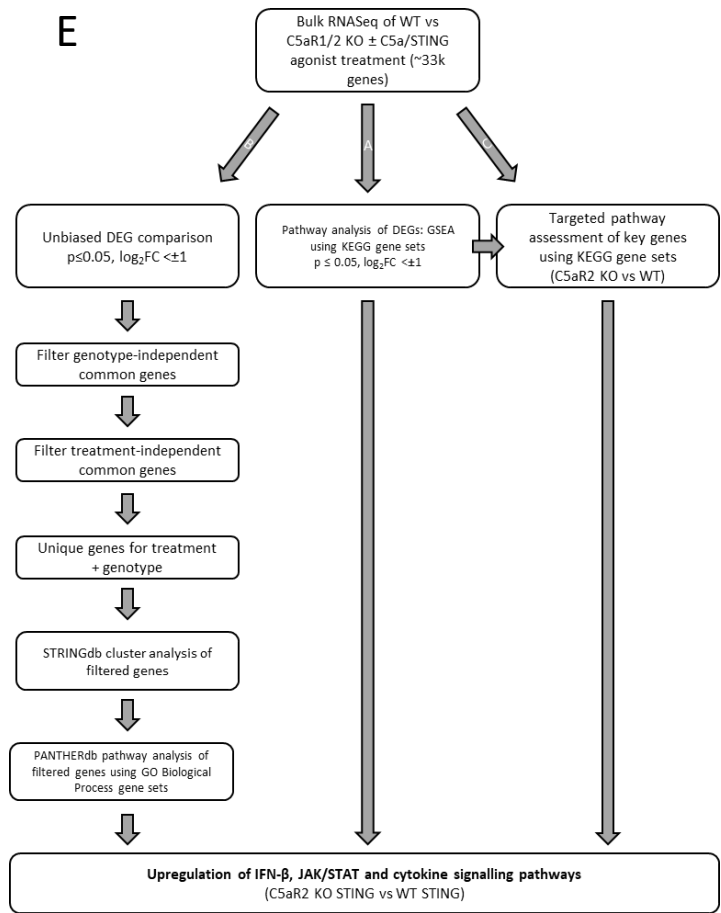 E
Bulk RNASeq of WT vs
C5aR1/2 KO ± C5a/STING
agonist treatment (~33k
genes)
B
A
C
Unbiased DEG comparison
p≤0.05, log₂FC <±1
Pathway analysis of DEGs: GSEA
using KEGG gene sets
p ≤ 0.05, log₂FC <±1
Targeted pathway
assessment of key genes
using KEGG gene sets
(C5aR2 KO vs WT)
Filter genotype-independent
common genes
Filter treatment-independent
common genes
Unique genes for treatment
+ genotype
STRINGdb cluster analysis of
filtered genes
PANTHERdb pathway analysis of
filtered genes using GO Biological
Process gene sets
Upregulation of IFN-β, JAK/STAT and cytokine signalling pathways
(C5aR2 KO STING vs WT STING)